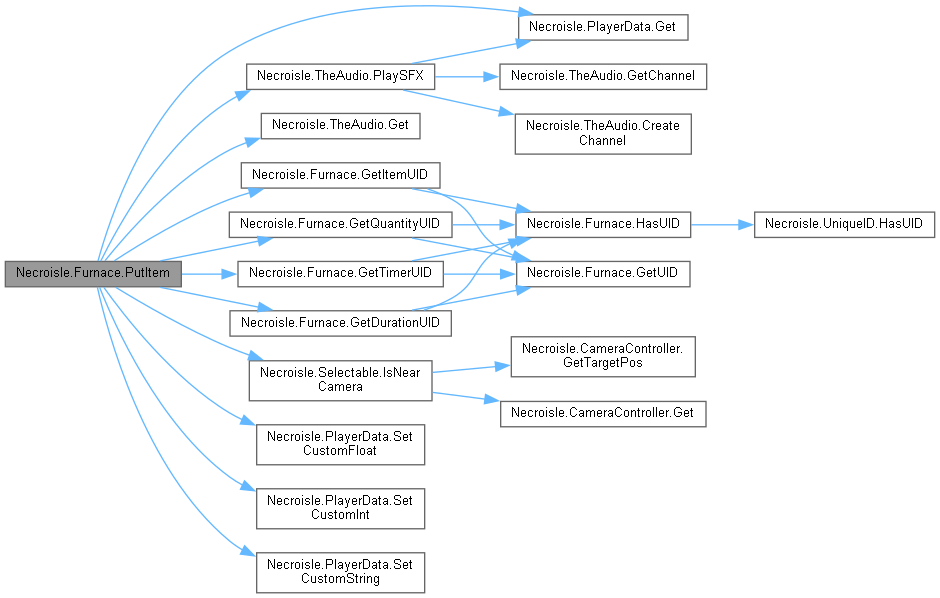 Necroisle.Furnace.PutItem
Necroisle.PlayerData.Get
Necroisle.TheAudio.PlaySFX
Necroisle.TheAudio.GetChannel
Necroisle.TheAudio.Create
Channel
Necroisle.TheAudio.Get
Necroisle.Furnace.GetItemUID
Necroisle.Furnace.GetQuantityUID
Necroisle.Furnace.GetTimerUID
Necroisle.Furnace.GetDurationUID
Necroisle.Furnace.HasUID
Necroisle.UniqueID.HasUID
Necroisle.Furnace.GetUID
Necroisle.Selectable.IsNear
Camera
Necroisle.CameraController.
GetTargetPos
Necroisle.CameraController.Get
Necroisle.PlayerData.Set
CustomFloat
Necroisle.PlayerData.Set
CustomInt
Necroisle.PlayerData.Set
CustomString